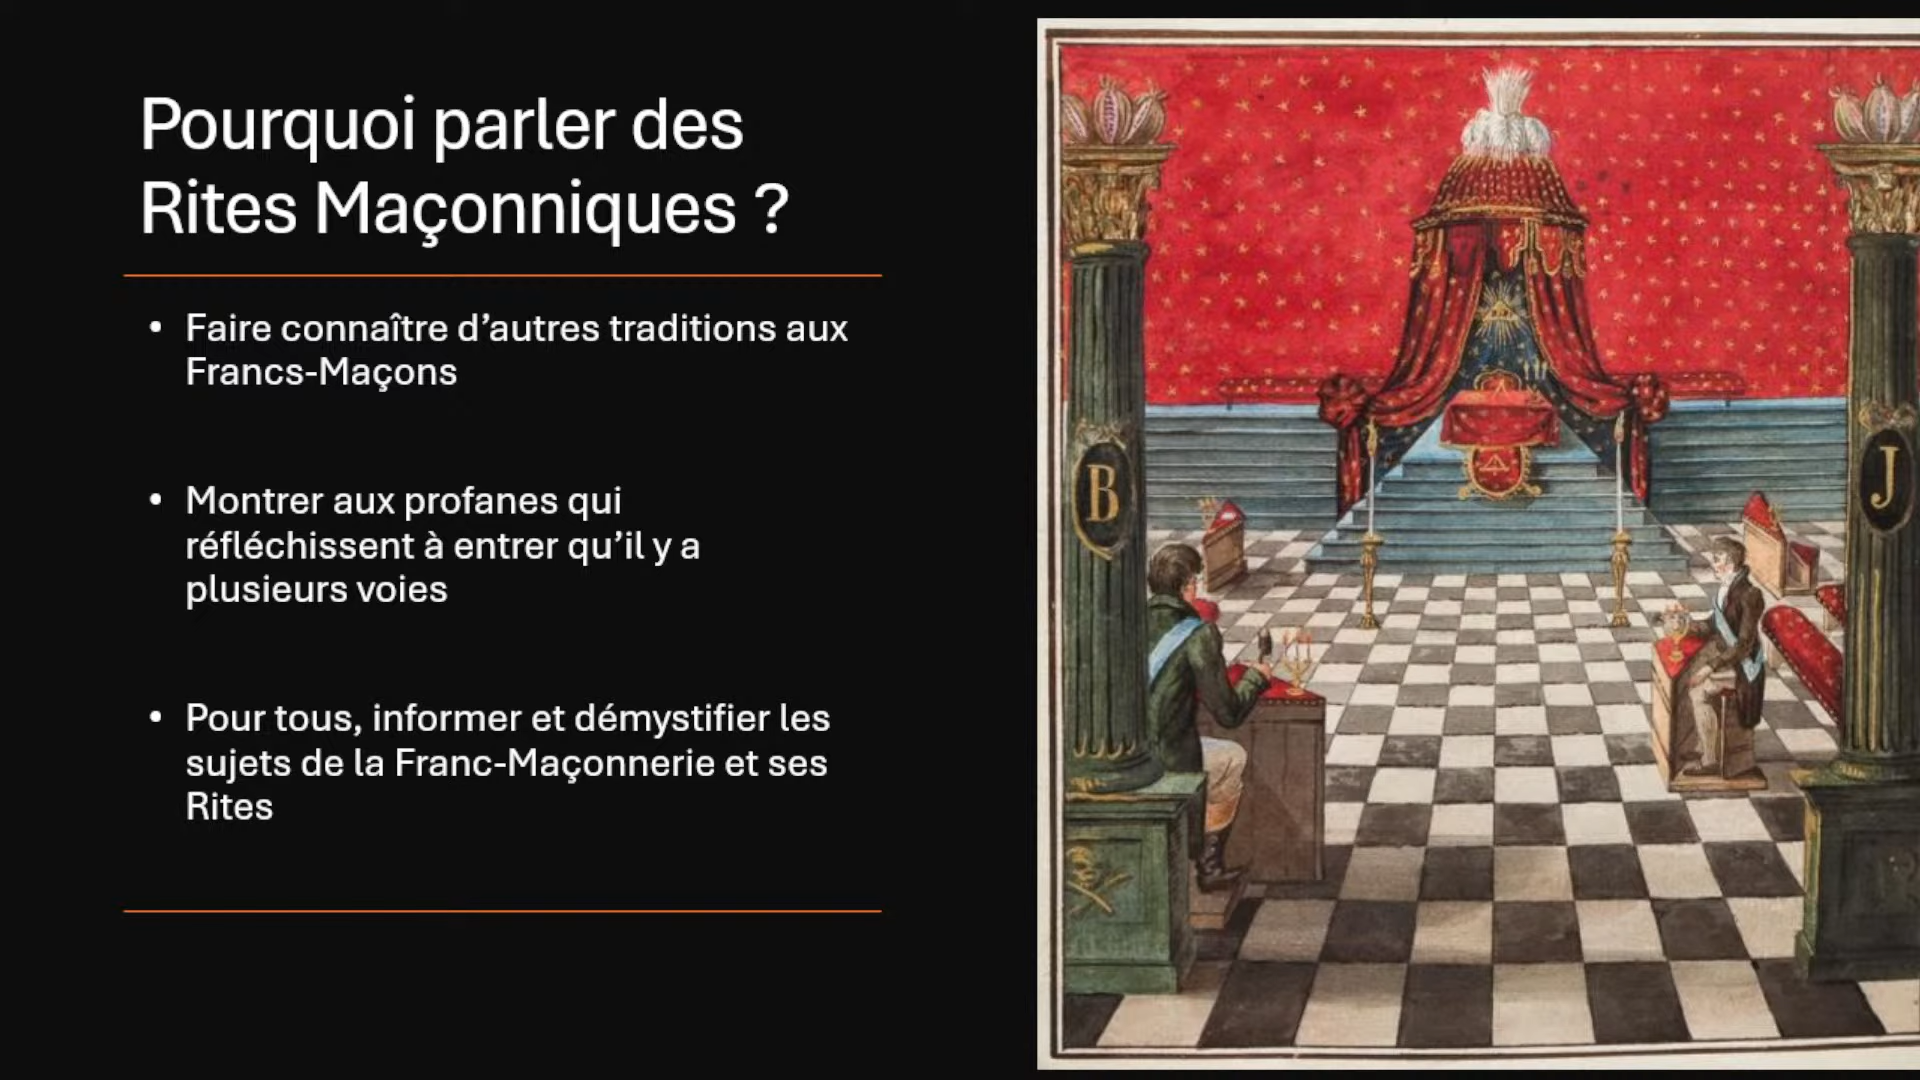 Pourquoi parler des
Rites Maçonniques ?
• Faire connaître d’autres traditions aux
Francs-Maçons
• Montrer aux profanes qui
réfléchissent à entrer qu’il y a
plusieurs voies
• Pour tous, informer et démystifier les
sujets de la Franc-Maçonnerie et ses
Rites
B
J